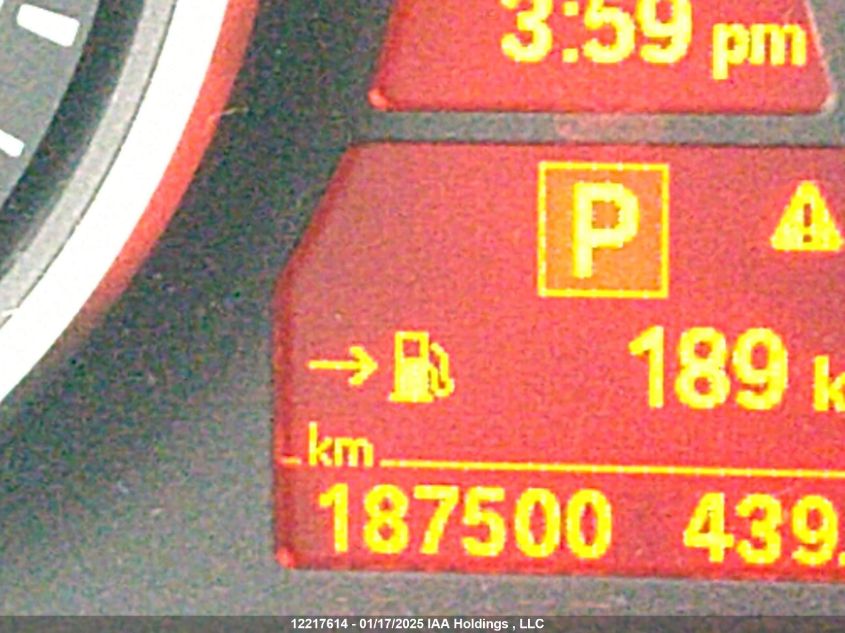 3:59 pm
P
189 k
km
187500 439.
12217614 - 01/17/2025 IAA Holdings , LLC